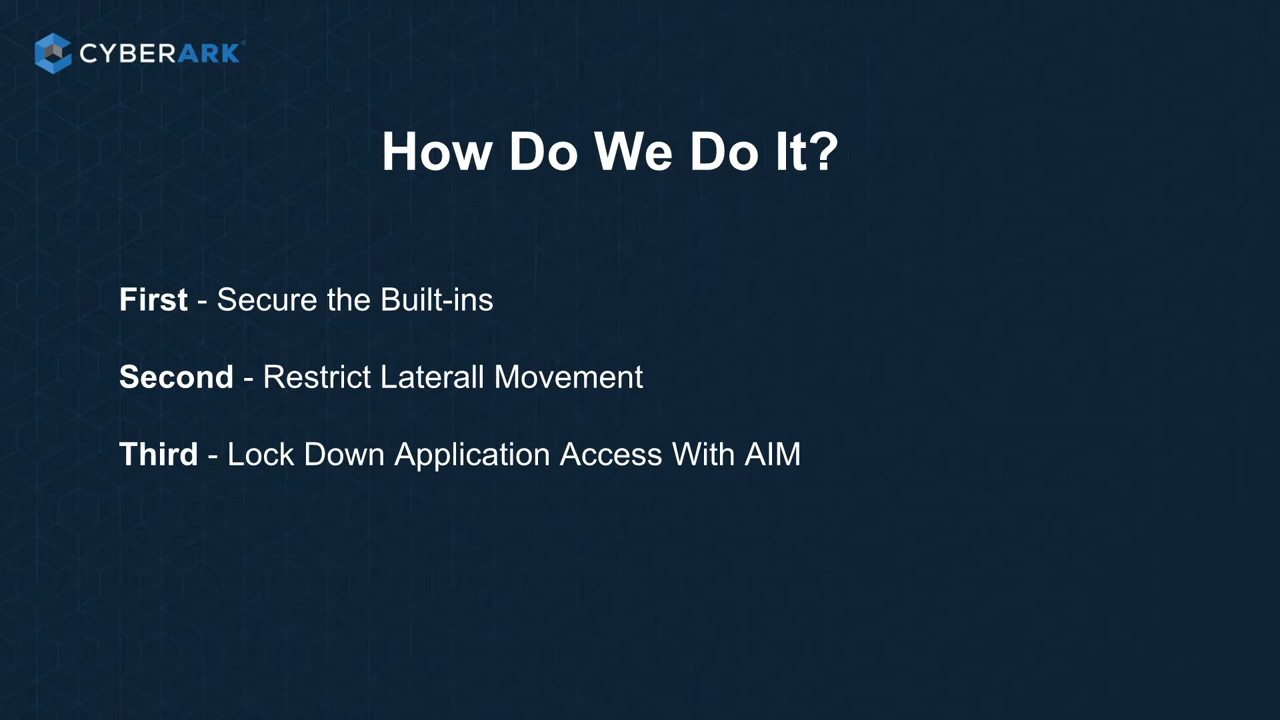 CYBERARK
How Do We Do It?
First - Secure the Built-ins
Second - Restrict Laterall Movement
Third - Lock Down Application Access With AIM